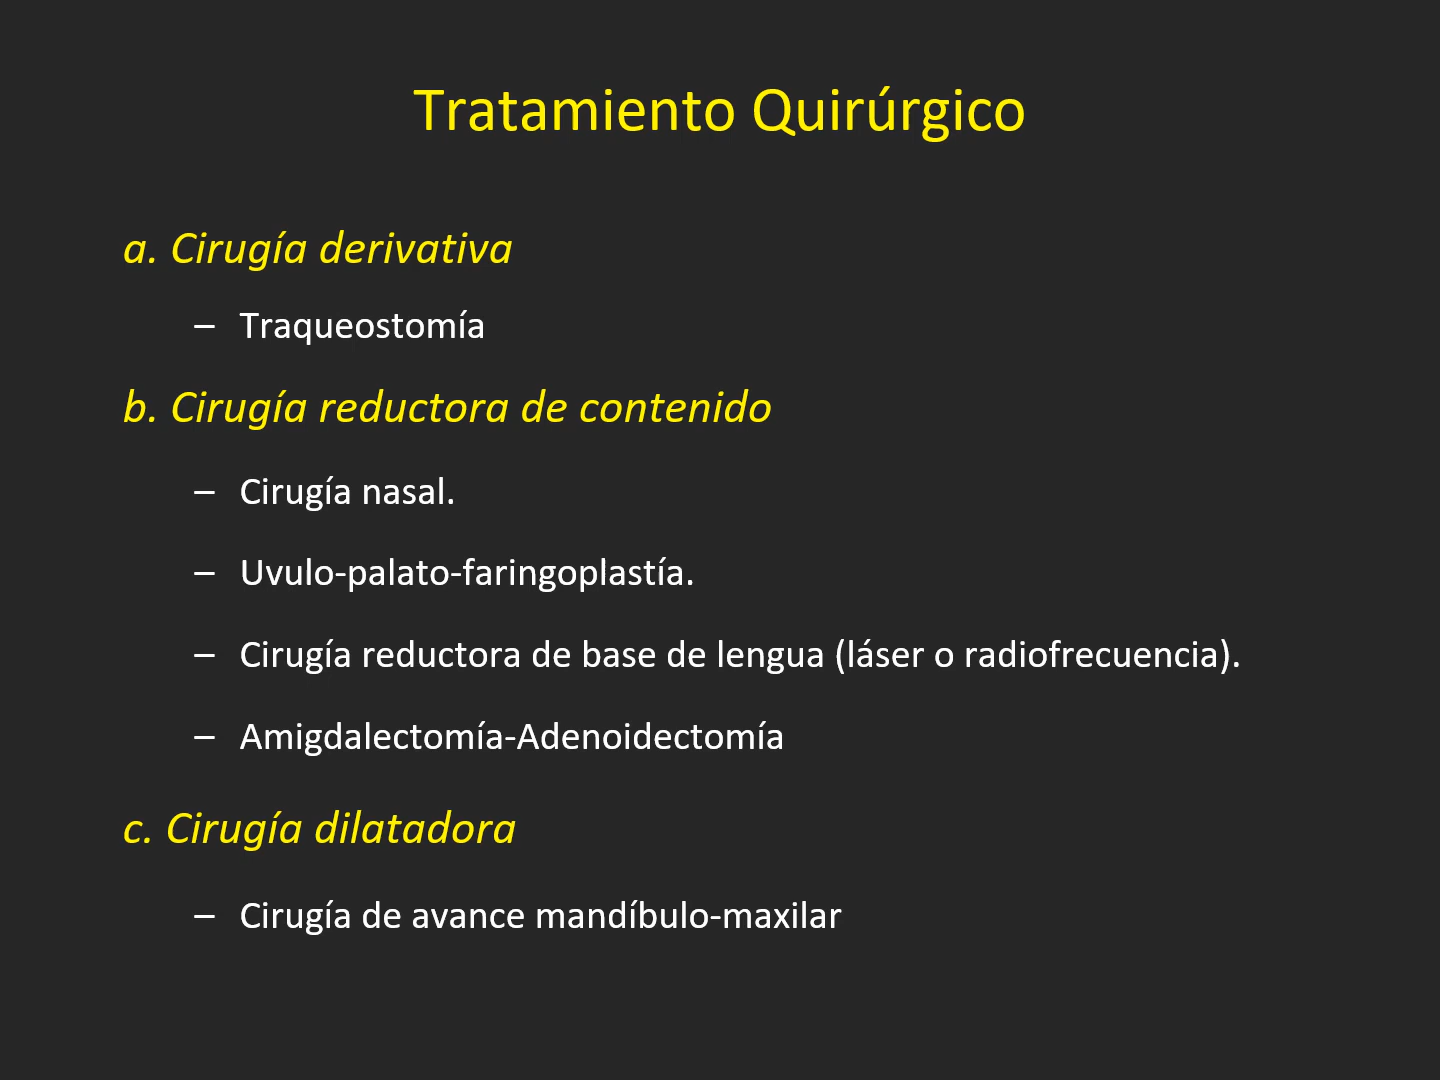 Tratamiento Quirúrgico
a. Cirugía derivativa
– Traqueostomía
b. Cirugía reductora de contenido
– Cirugía nasal.
– Uvulo-palato-faringoplastía.
– Cirugía reductora de base de lengua (láser o radiofrecuencia).
– Amigdalectomía-Adenoidectomía
c. Cirugía dilatadora
– Cirugía de avance mandíbulo-maxilar